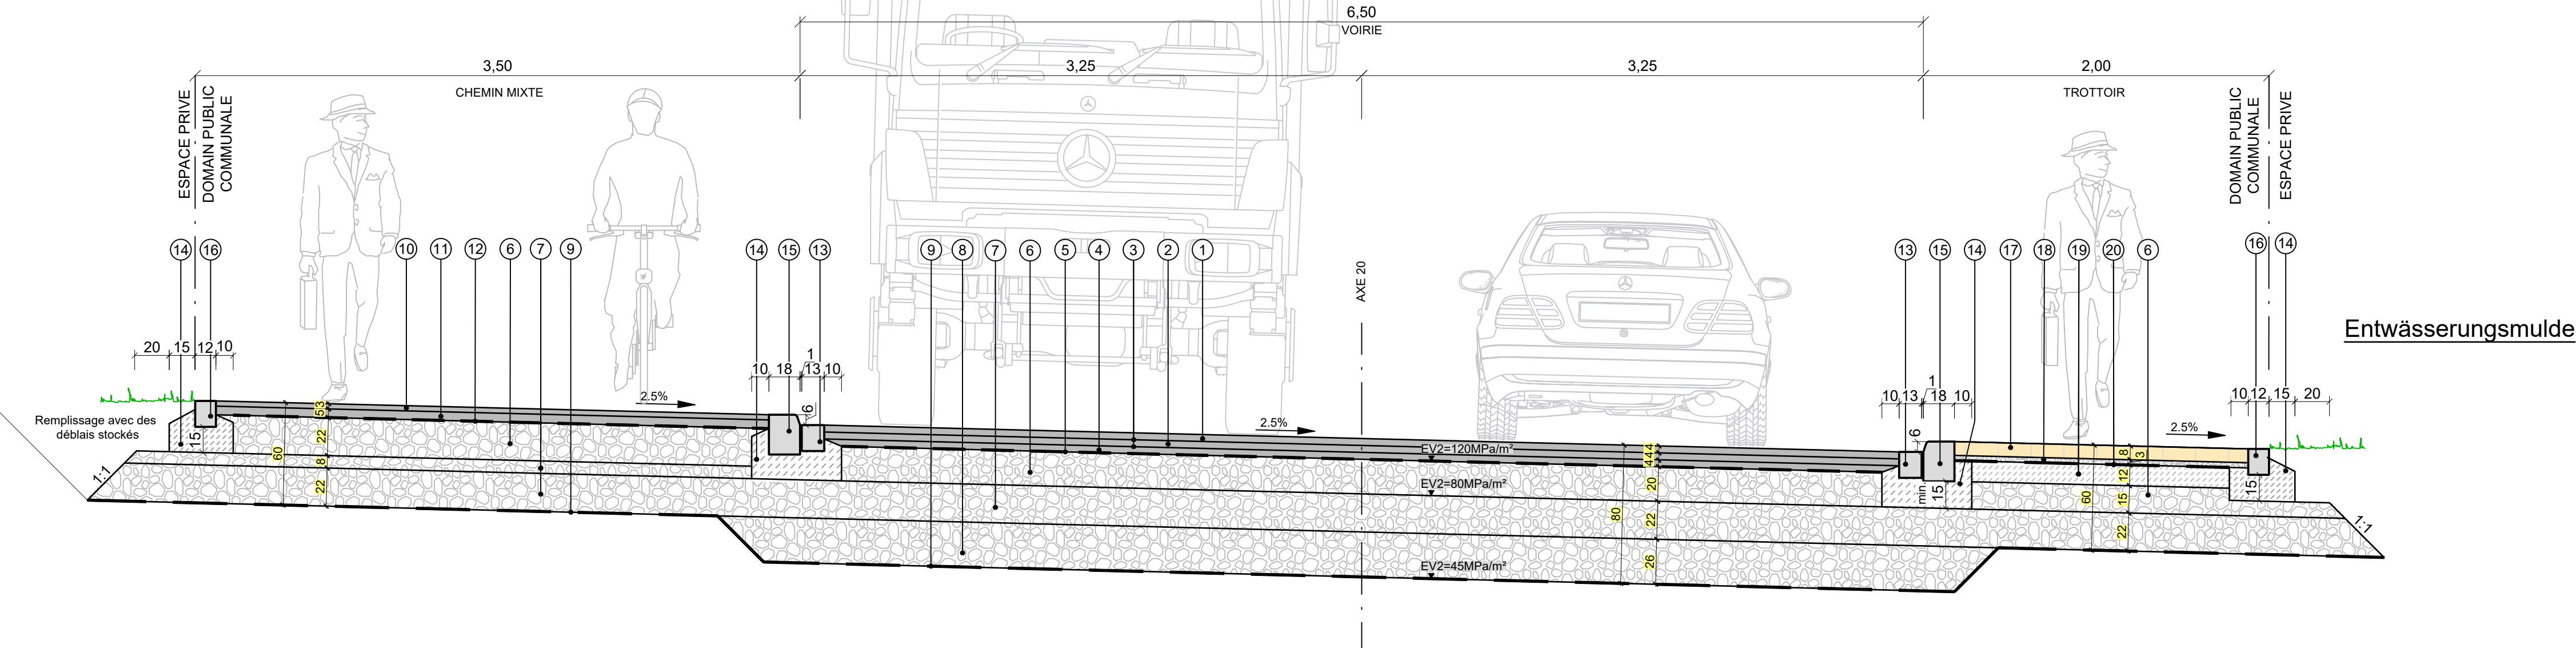 6,50
VOIRIE
3,50
3,25
3,25
2,00
CHEMIN MIXTE
TROTTOIR
ESPACE PRIVE
DOMAIN PUBLIC
COMMUNALE
DOMAIN PUBLIC
COMMUNALE
ESPACE PRIVE
14 16 10 11 12 6 7 9 14 15 13 9 8 7 6 5 4 3 2 1 13 15 14 17 18 19 20 6 16 14
AXE 20
Entwässerungsmulde
20 15 12 10
10 18 1 13 10
10 13 1 18 10
10 12 15 20
2.5%
2.5%
2.5%
Remplissage avec des
déblais stockés
1:1
15
60
53
22
8
22
6
EV2=120MPa/m²
EV2=80MPa/m²
EV2=45MPa/m²
80
444
20
22
26
6
min.
15
60
8
3
12
15
22
15
1:1